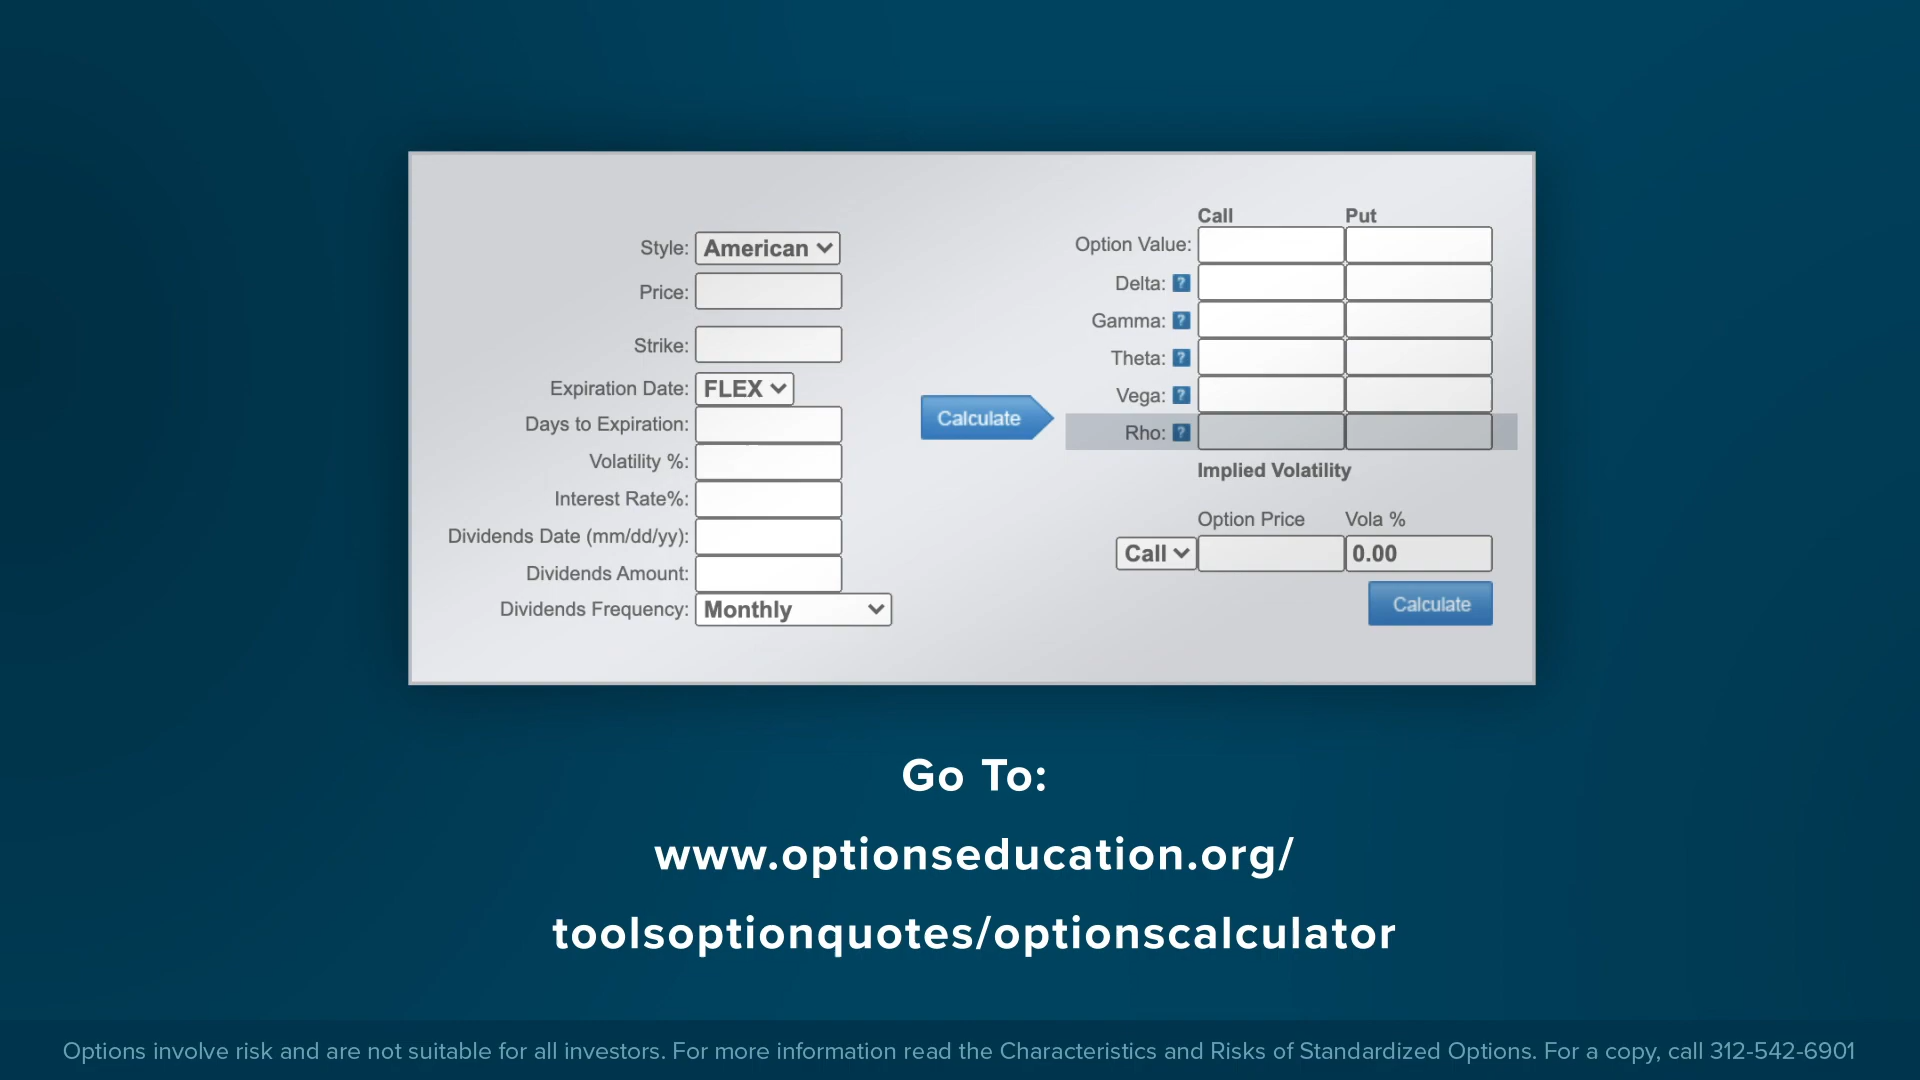 Style: American
Price:
Strike:
Expiration Date: FLEX
Days to Expiration:
Volatility %:
Interest Rate%:
Dividends Date (mm/dd/yy):
Dividends Amount:
Dividends Frequency: Monthly
Calculate
Call Put
Option Value:
Delta: ?
Gamma: ?
Theta: ?
Vega: ?
Rho: ?
Implied Volatility
Option Price Vola %
Call 0.00
Calculate
Go To:
www.optionseducation.org/
toolsoptionquotes/optionscalculator
Options involve risk and are not suitable for all investors. For more information read the Characteristics and Risks of Standardized Options. For a copy, call 312-542-6901